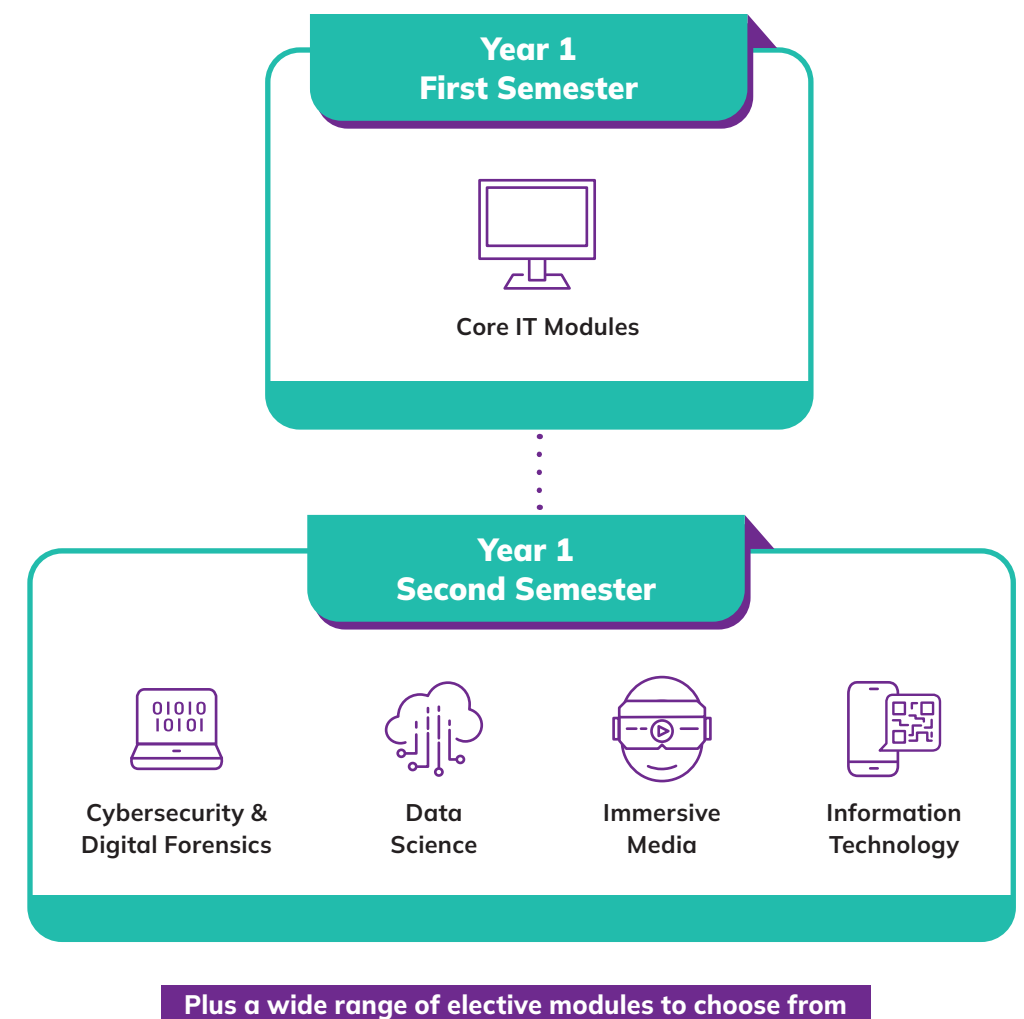 Year 1
First Semester
Core IT Modules
Year 1
Second Semester
01010
10101
Cybersecurity &
Digital Forensics
Data
Science
Immersive
Media
Information
Technology
Plus a wide range of elective modules to choose from